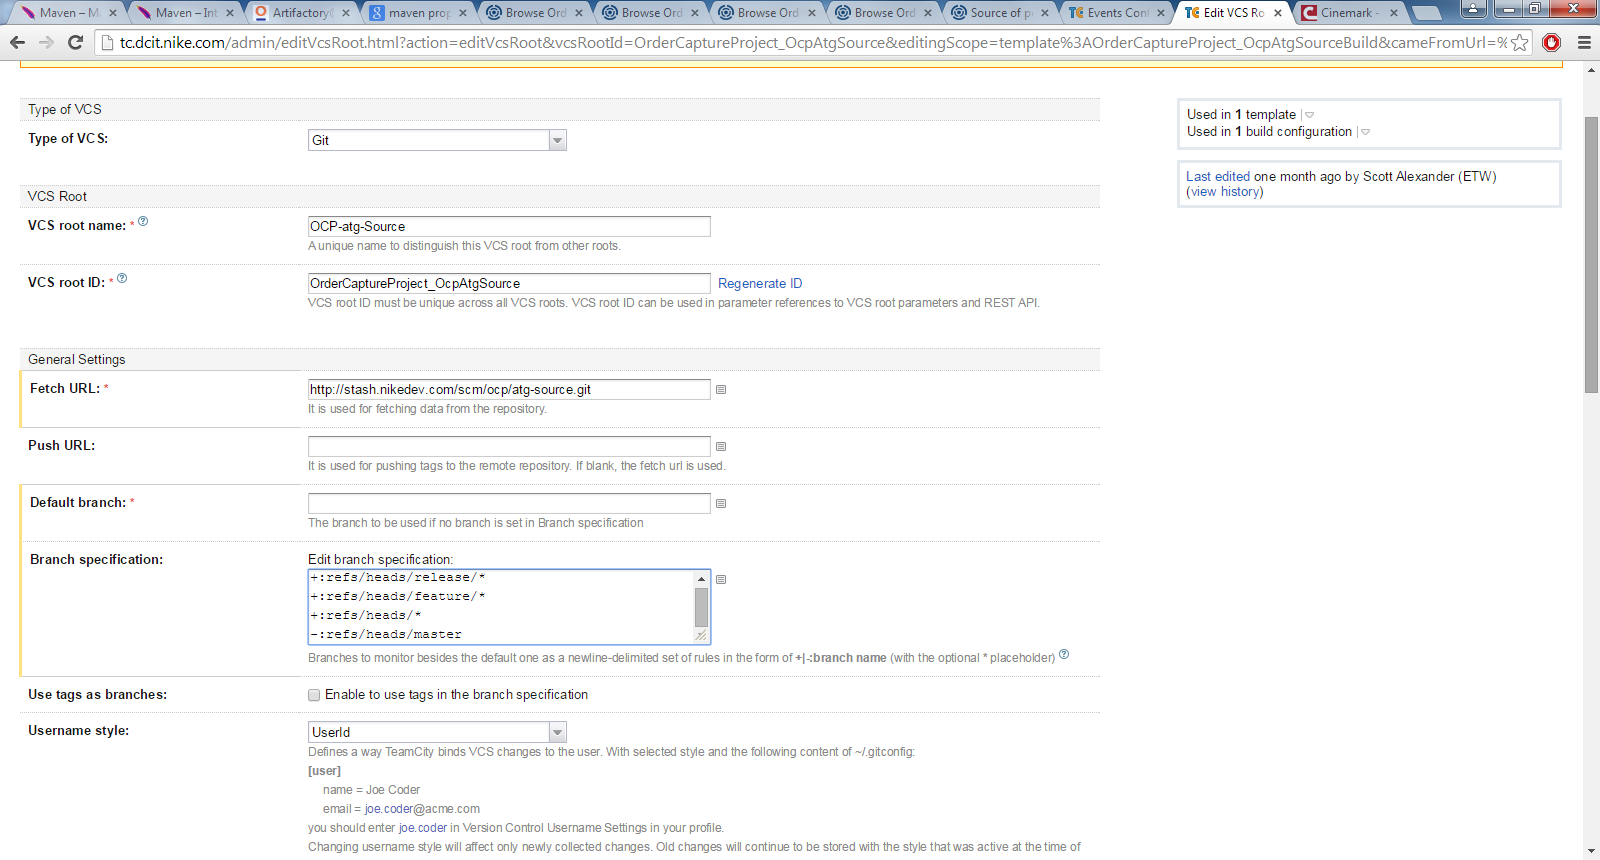 Maven – M
Maven – Int
Artifactory
maven prop
Browse Ord
Browse Ord
Browse Ord
Browse Ord
Source of p
Events Conf
Edit VCS Ro
Cinemark -
tc.dcit.nike.com/admin/editVcsRoot.html?action=editVcsRoot&vcsRootId=OrderCaptureProject_OcpAtgSource&editingScope=template%3AOrderCaptureProject_OcpAtgSourceBuild&cameFromUrl=%
Type of VCS
Type of VCS: Git
VCS Root
VCS root name: * OCP-atg-Source
A unique name to distinguish this VCS root from other roots.
VCS root ID: * OrderCaptureProject_OcpAtgSource Regenerate ID
VCS root ID must be unique across all VCS roots. VCS root ID can be used in parameter references to VCS root parameters and REST API.
General Settings
Fetch URL: * http://stash.nikedev.com/scm/ocp/atg-source.git
It is used for fetching data from the repository.
Push URL:
It is used for pushing tags to the remote repository. If blank, the fetch url is used.
Default branch: *
The branch to be used if no branch is set in Branch specification
Branch specification: Edit branch specification:
+:refs/heads/release/*
+:refs/heads/feature/*
+:refs/heads/*
-:refs/heads/master
Branches to monitor besides the default one as a newline-delimited set of rules in the form of +|-:branch name (with the optional * placeholder)
Use tags as branches: Enable to use tags in the branch specification
Username style: UserId
Defines a way TeamCity binds VCS changes to the user. With selected style and the following content of ~/.gitconfig:
[user]
name = Joe Coder
email = joe.coder@acme.com
you should enter joe.coder in Version Control Username Settings in your profile.
Changing username style will affect only newly collected changes. Old changes will continue to be stored with the style that was active at the time of
Used in 1 template
Used in 1 build configuration
Last edited one month ago by Scott Alexander (ETW)
(view history)